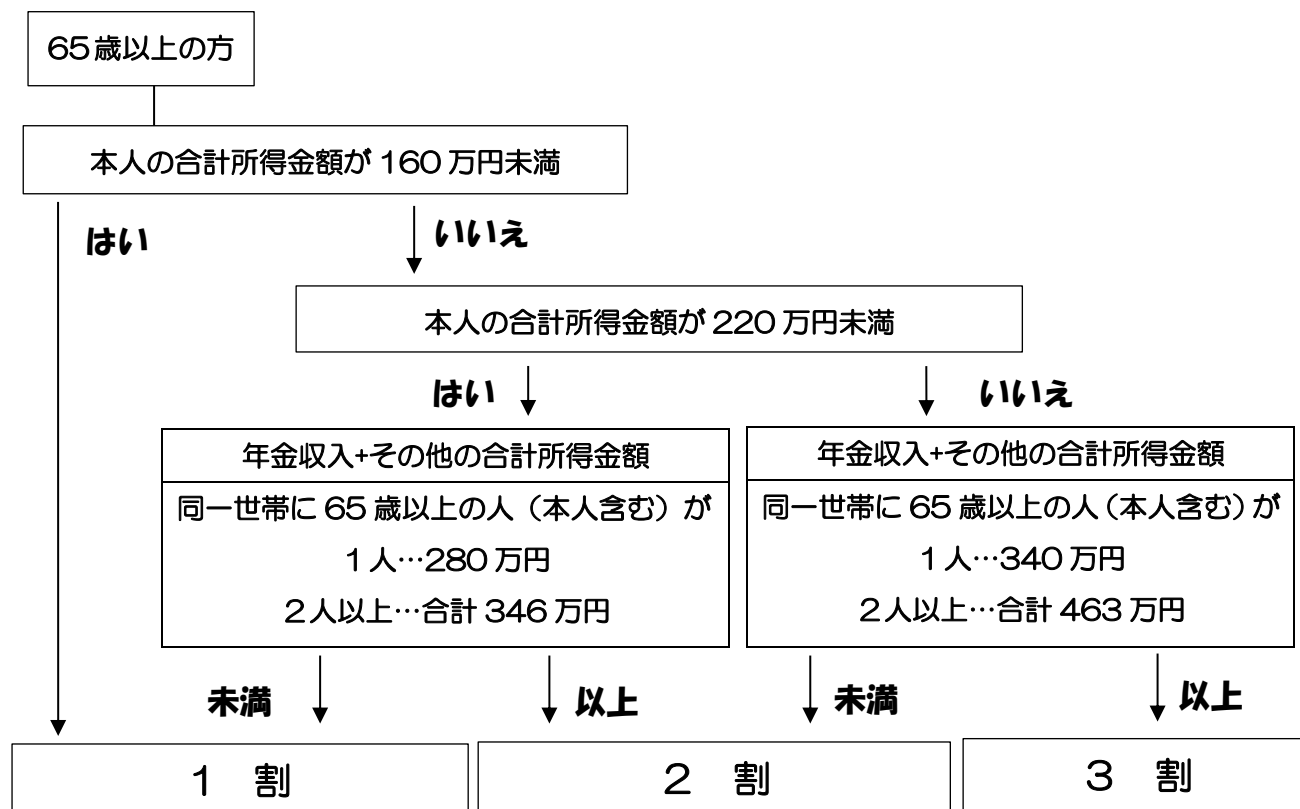 65歳以上の方
本人の合計所得金額が160万円未満
はい
いいえ
本人の合計所得金額が220万円未満
はい
いいえ
年金収入+その他の合計所得金額
同一世帯に65歳以上の人（本人含む）が
1人…280万円
2人以上…合計346万円
年金収入+その他の合計所得金額
同一世帯に65歳以上の人（本人含む）が
1人…340万円
2人以上…合計463万円
未満
以上
未満
以上
1 割
2 割
3 割